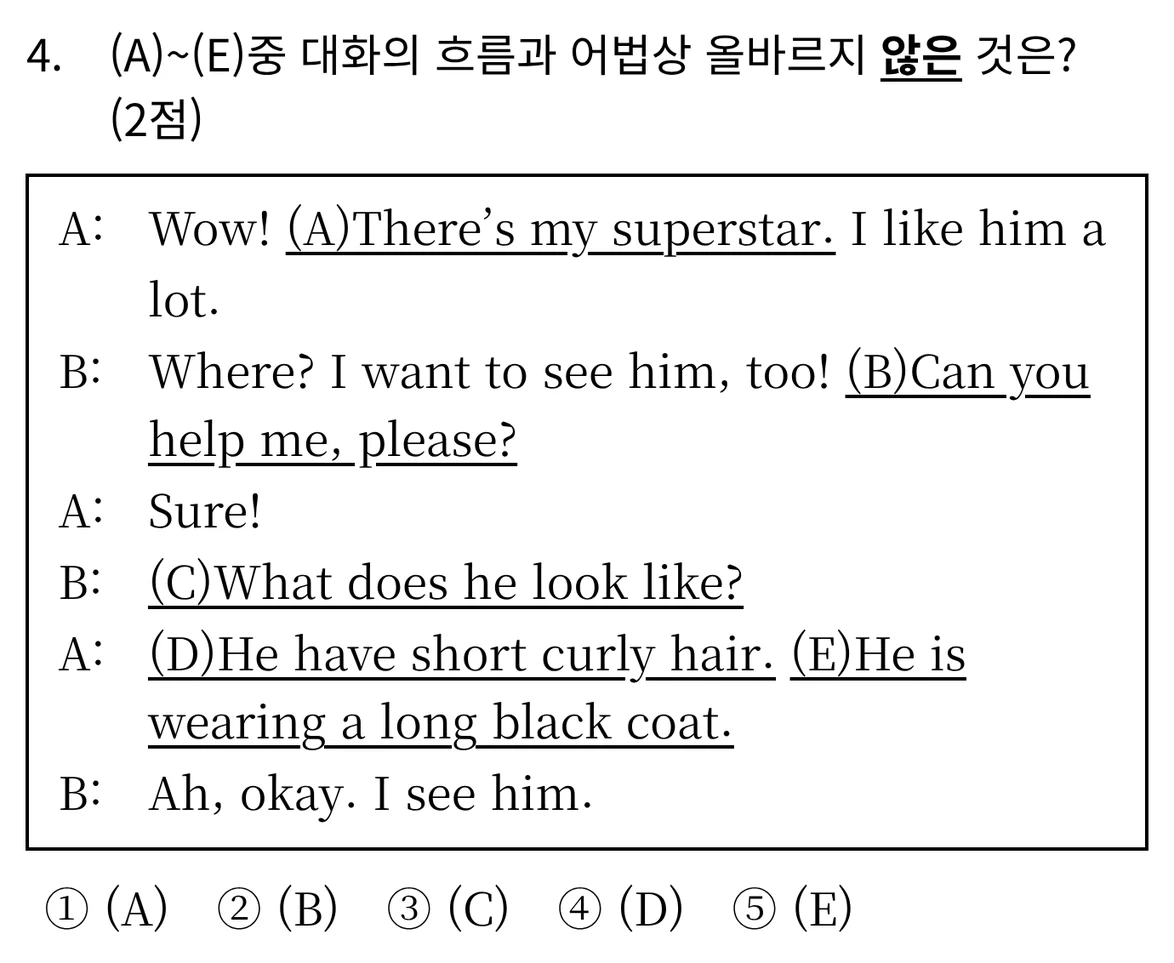 4. (A)~(E)중 대화의 흐름과 어법상 올바르지 않은 것은?
(2점)
A: Wow! (A)There's my superstar. I like him a
lot.
B: Where? I want to see him, too! (B)Can you
help me, please?
A: Sure!
B: (C)What does he look like?
A: (D)He have short curly hair. (E)He is
wearing a long black coat.
B: Ah, okay. I see him.
① (A) ② (B) ③ (C) ④ (D) ⑤ (E)